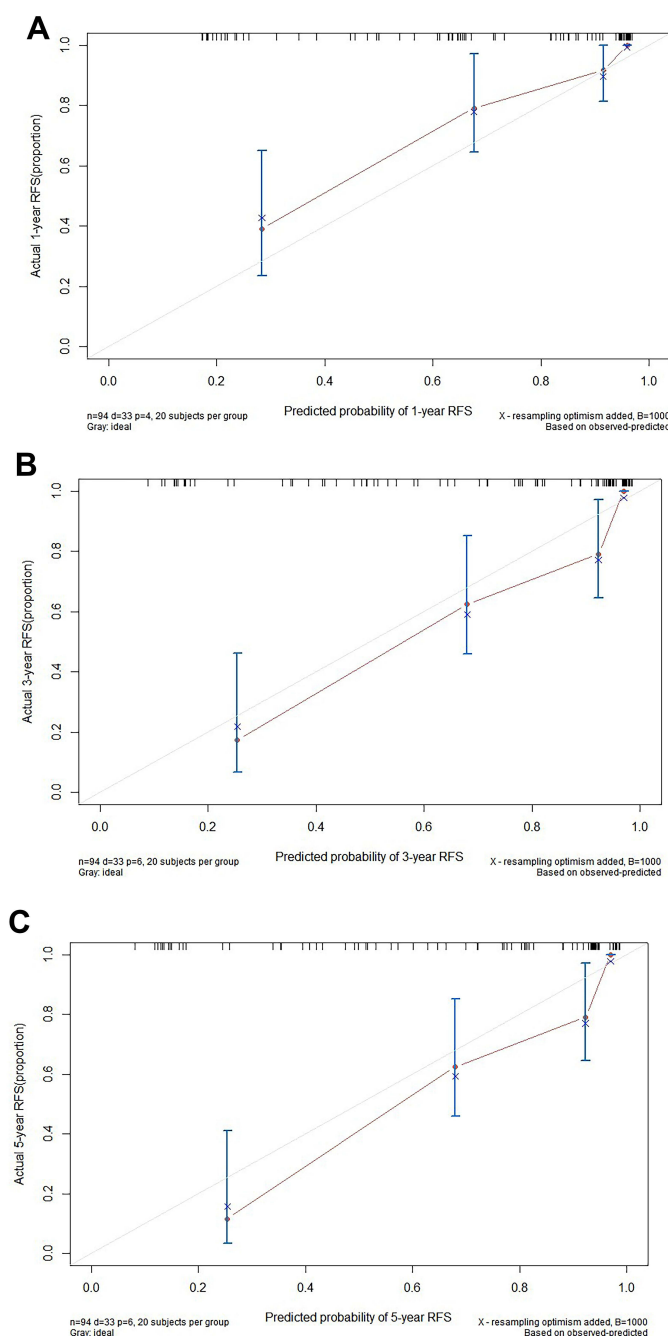 A
Actual 1-year RFS(proportion)
1.0
0.8
0.6
0.4
0.2
0.0
0.0 0.2 0.4 0.6 0.8 1.0
n=94 d=33 p=4, 20 subjects per group
Gray: ideal
Predicted probability of 1-year RFS
X - resampling optimism added, B=1000
Based on observed-predicted
B
Actual 3-year RFS(proportion)
1.0
0.8
0.6
0.4
0.2
0.0
0.0 0.2 0.4 0.6 0.8 1.0
n=94 d=33 p=6, 20 subjects per group
Gray: ideal
Predicted probability of 3-year RFS
X - resampling optimism added, B=1000
Based on observed-predicted
C
Actual 5-year RFS(proportion)
1.0
0.8
0.6
0.4
0.2
0.0
0.0 0.2 0.4 0.6 0.8 1.0
n=94 d=33 p=6, 20 subjects per group
Gray: ideal
Predicted probability of 5-year RFS
X - resampling optimism added, B=1000
Based on observed-predicted